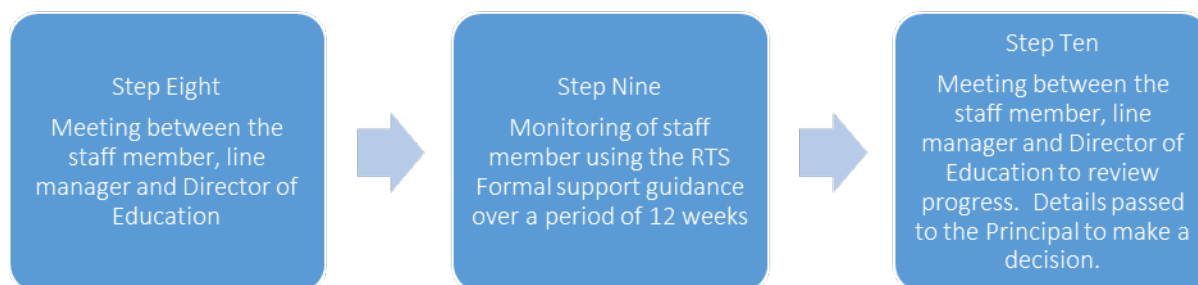 Step Eight
Meeting between the
staff member, line
manager and Director of
Education
Step Nine
Monitoring of staff
member using the RTS
Formal support guidance
over a period of 12 weeks
Step Ten
Meeting between the
staff member, line
manager and Director of
Education to review
progress.  Details passed
to the Principal to make a
decision.